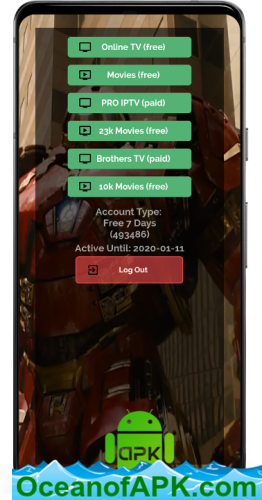 Online TV (free)
Movies (free)
PRO IPTV (paid)
23k Movies (free)
Brothers TV (paid)
10k Movies (free)
Account Type:
Free 7 Days
(493486)
Active Until: 2020-01-11
Log Out
APK
OceanofAPK.com